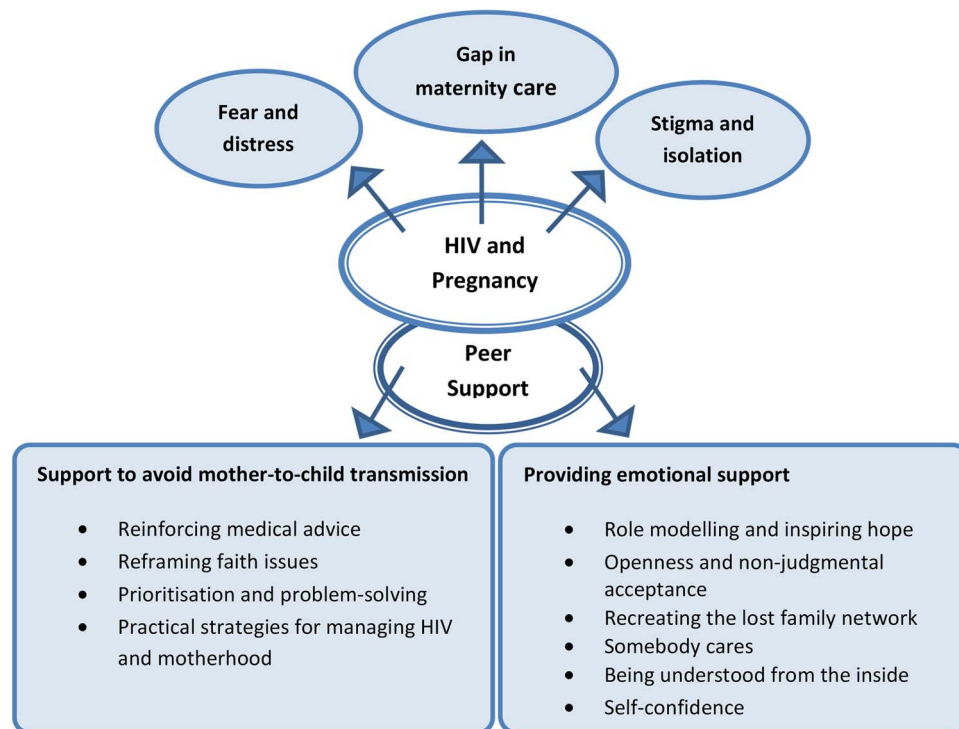 Gap in
maternity care
Fear and
distress
Stigma and
isolation
HIV and
Pregnancy
Peer
Support
Support to avoid mother-to-child transmission
• Reinforcing medical advice
• Reframing faith issues
• Prioritisation and problem-solving
• Practical strategies for managing HIV
and motherhood
Providing emotional support
• Role modelling and inspiring hope
• Openness and non-judgmental
acceptance
• Recreating the lost family network
• Somebody cares
• Being understood from the inside
• Self-confidence